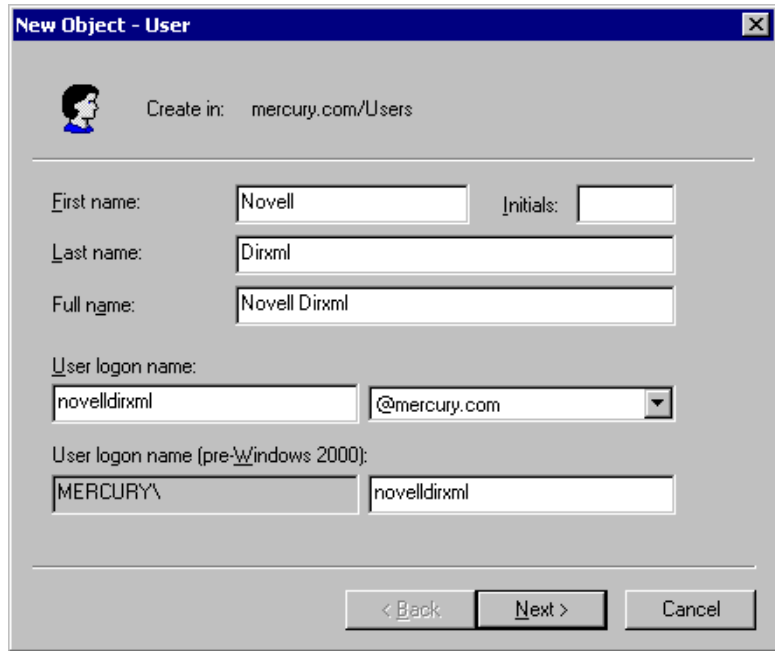 New Object - User
Create in: mercury.com/Users
First name: Novell Initials:
Last name: Dirxml
Full name: Novell Dirxml
User logon name:
novelldirxml @mercury.com
User logon name (pre-Windows 2000):
MERCURY\ novelldirxml
< Back Next > Cancel